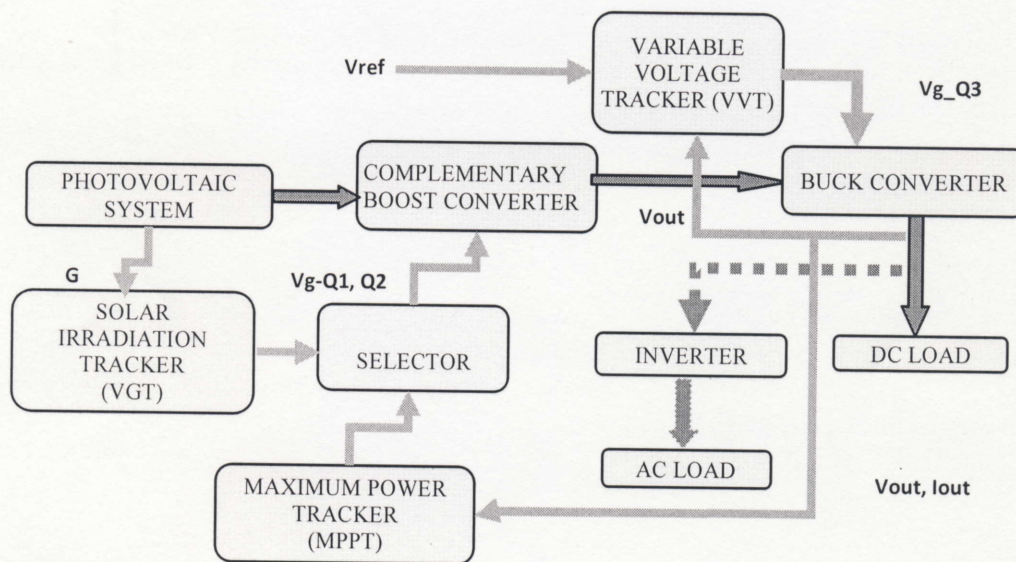 VARIABLE
VOLTAGE
TRACKER (VVT)
Vref
Vg_Q3
PHOTOVOLTAIC
SYSTEM
COMPLEMENTARY
BOOST CONVERTER
BUCK CONVERTER
Vout
G
Vg-Q1, Q2
SOLAR
IRRADIATION
TRACKER
(VGT)
SELECTOR
INVERTER
DC LOAD
AC LOAD
MAXIMUM POWER
TRACKER
(MPPT)
Vout, Iout